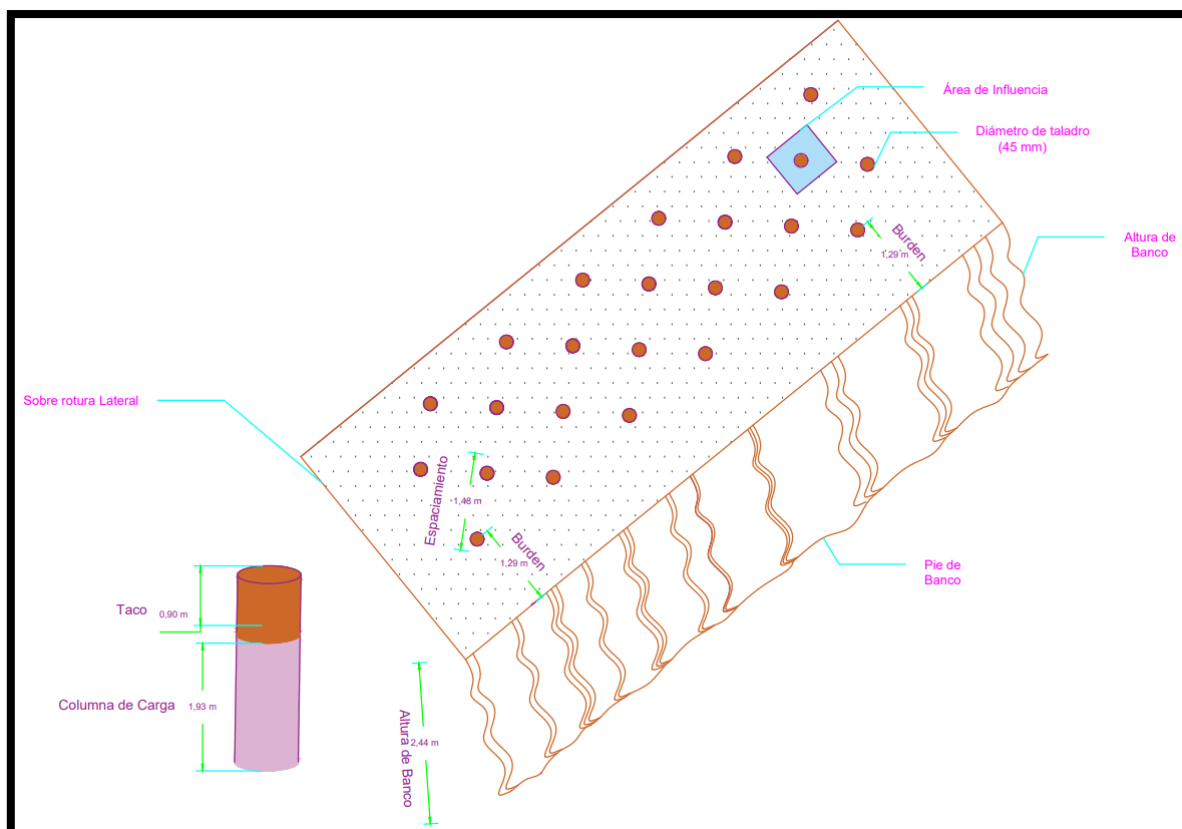 Área de Influencia
Diámetro de taladro
(45 mm)
Burden
1,29 m
Altura de
Banco
Sobre rotura Lateral
Espaciamiento
1,46 m
Burden
1,29 m
Pie de
Banco
Taco
0,90 m
Columna de Carga
1,93 m
Altura de Banco
2,44 m